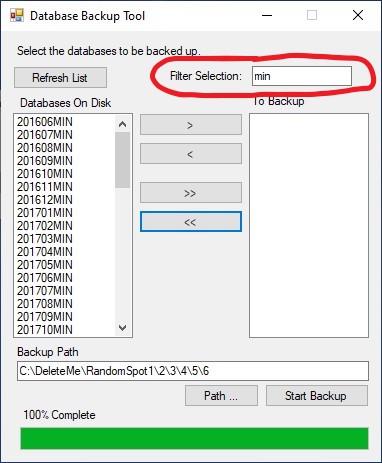 Database Backup Tool
Select the databases to be backed up.
Refresh List
Filter Selection:
min
Databases On Disk
To Backup
201606MIN
201607MIN
201608MIN
201609MIN
201610MIN
201611MIN
201612MIN
201701MIN
201702MIN
201703MIN
201704MIN
201705MIN
201706MIN
201707MIN
201708MIN
201709MIN
201710MIN
>
<
>>
<<
Backup Path
C:\DeleteMe\RandomSpot1\2\3\4\5\6
Path ...
Start Backup
100% Complete